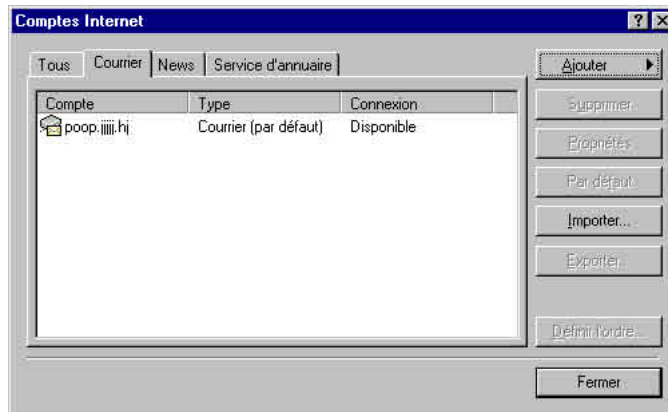 Comptes Internet
Tous Courrier News Service d'annuaire
Compte Type Connexion
poop.jjjjj.hj Courrier (par défaut) Disponible
Ajouter
Supprimer
Propriétés
Par défaut
Importer...
Exporter...
Définir l'ordre...
Fermer